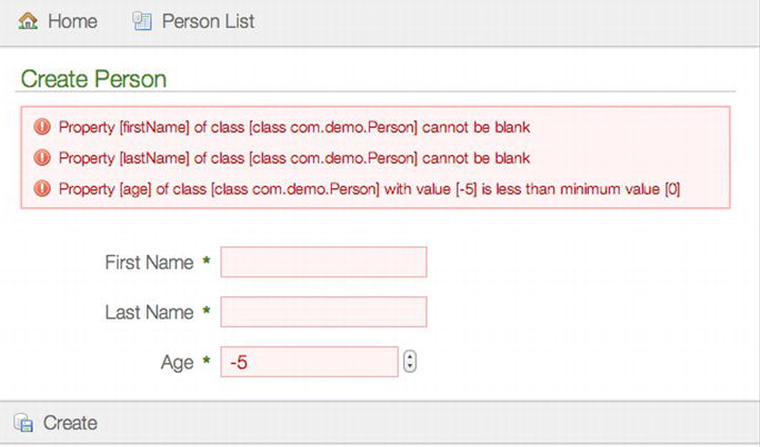 Home Person List
Create Person
Property [firstName] of class [class com.demo.Person] cannot be blank
Property [lastName] of class [class com.demo.Person] cannot be blank
Property [age] of class [class com.demo.Person] with value [-5] is less than minimum value [0]
First Name *
Last Name *
Age * -5
Create